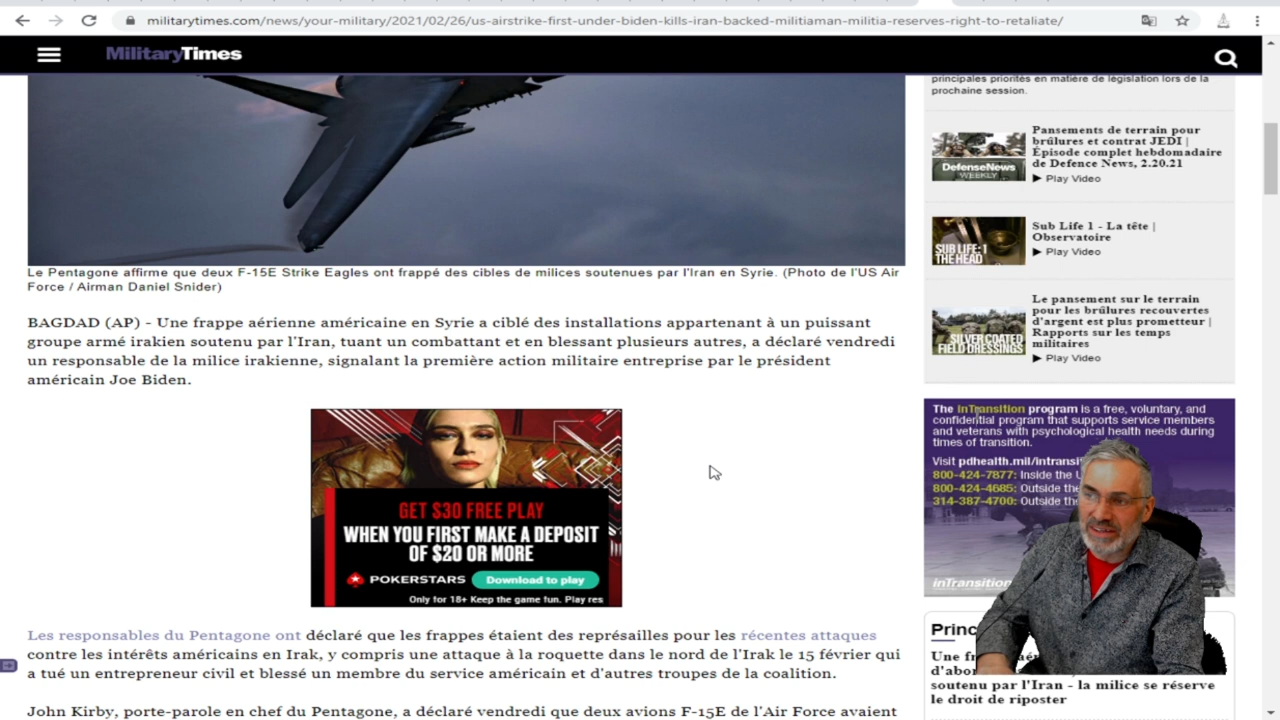 militarytimes.com/news/your-military/2021/02/26/us-airstrike-first-under-biden-kills-iran-backed-militiaman-militia-reserves-right-to-retaliate/
MilitaryTimes
Le Pentagone affirme que deux F-15E Strike Eagles ont frappé des cibles de milices soutenues par l'Iran en Syrie. (Photo de l'US Air
Force / Airman Daniel Snider)
BAGDAD (AP) - Une frappe aérienne américaine en Syrie a ciblé des installations appartenant à un puissant
groupe armé irakien soutenu par l'Iran, tuant un combattant et en blessant plusieurs autres, a déclaré vendredi
un responsable de la milice irakienne, signalant la première action militaire entreprise par le président
américain Joe Biden.
GET $30 FREE PLAY
WHEN YOU FIRST MAKE A DEPOSIT
OF $20 OR MORE
POKERSTARS
Download to play
Only for 18+ Keep the game fun. Play res
Les responsables du Pentagone ont déclaré que les frappes étaient des représailles pour les récentes attaques
contre les intérêts américains en Irak, y compris une attaque à la roquette dans le nord de l'Irak le 15 février qui
a tué un entrepreneur civil et blessé un membre du service américain et d'autres troupes de la coalition.
John Kirby, porte-parole en chef du Pentagone, a déclaré vendredi que deux avions F-15E de l'Air Force avaient
principales priorités en matière de législation lors de la
prochaine session.
DefenseNews
WEEKLY
Pansements de terrain pour
brûlures et contrat JEDI |
Épisode complet hebdomadaire
de Defence News, 2.20.21
Play Video
SUB LIFE: 1
THE HEAD
Sub Life 1 - La tête |
Observatoire
Play Video
SILVER COATED
FIELD DRESSINGS
Le pansement sur le terrain
pour les brûlures recouvertes
d'argent est plus prometteur |
Rapports sur les temps
militaires
Play Video
The inTransition program is a free, voluntary, and
confidential program that supports service members
and veterans with psychological health needs during
times of transition.
Visit pdhealth.mil/intransi
800-424-7877: Inside the U
800-424-4685: Outside the
314-387-4700: Outside th
inTransition
Princ
Une fr
d'abo
soutenu par l'Iran - la milice se réserve
le droit de riposter